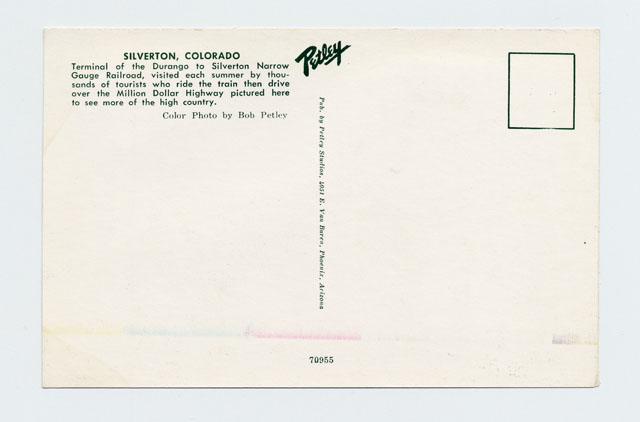 SILVERTON, COLORADO
Terminal of the Durango to Silverton Narrow
Gauge Railroad, visited each summer by thou-
sands of tourists who ride the train then drive
over the Million Dollar Highway pictured here
to see more of the high country.
Color Photo by Bob Petley
Petley
Pub. by Petley Studios, 4051 E. Van Buren, Phoenix, Arizona
70955